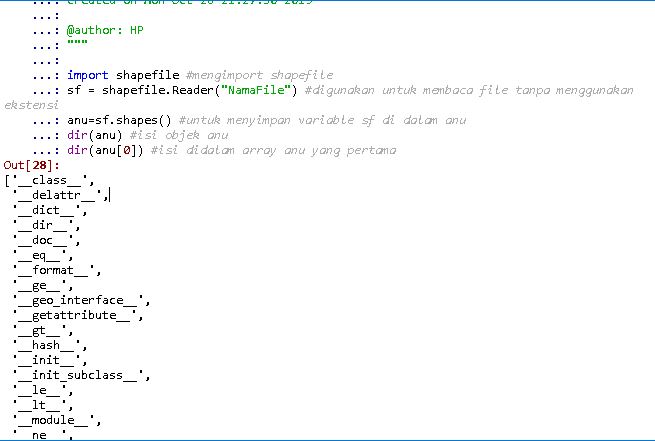 ...: Created on Mon Oct 28 21:27:30 2019
...:
...: @author: HP
...: """
...:
...: import shapefile #mengimport shapefile
...: sf = shapefile.Reader("NamaFile") #digunakan untuk membaca file tanpa menggunakan
ekstensi
...: anu=sf.shapes() #untuk menyimpan variable sf di dalam anu
...: dir(anu) #isi objek anu
...: dir(anu[0]) #isi didalam array anu yang pertama
Out[28]:
['__class__',
'__delattr__',
'__dict__',
'__dir__',
'__doc__',
'__eq__',
'__format__',
'__ge__',
'__geo_interface__',
'__getattribute__',
'__gt__',
'__hash__',
'__init__',
'__init_subclass__',
'__le__',
'__lt__',
'__module__',
'__ne__',